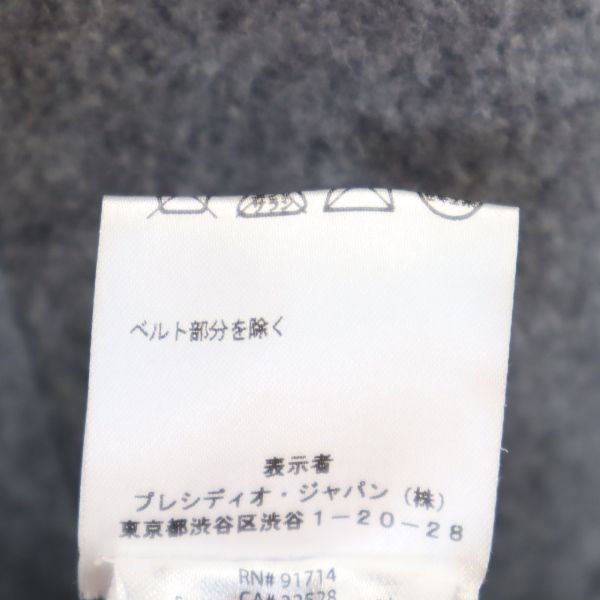 ベルト部分を除く
表示者
プレシディオ・ジャパン（株）
東京都渋谷区渋谷1-20-28
RN# 91714